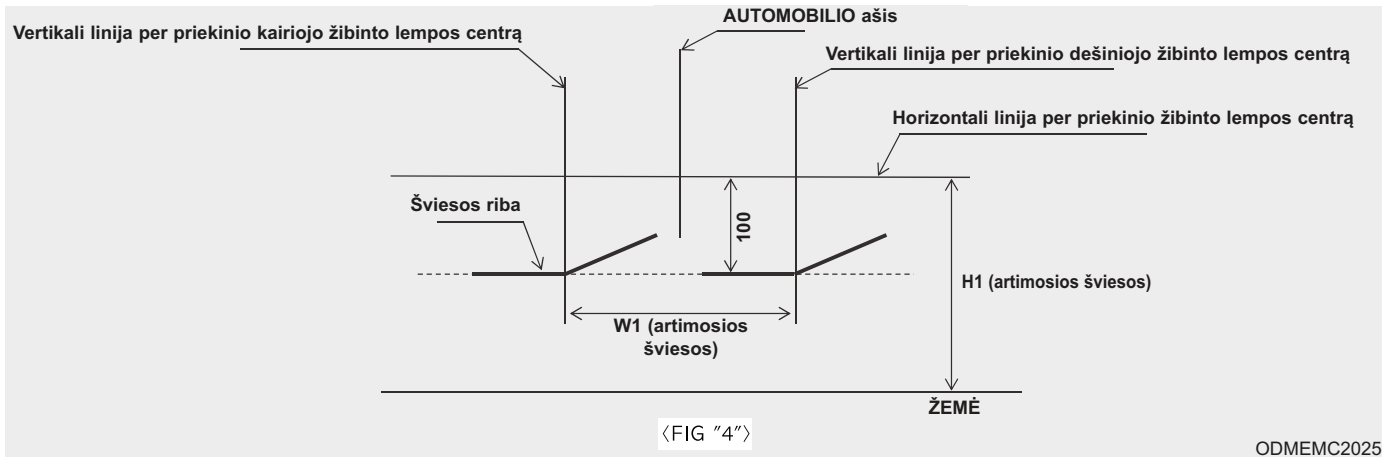 AUTOMOBILIO ašis
Vertikali linija per priekinio kairiojo žibinto lempos centrą
Vertikali linija per priekinio dešiniojo žibinto lempos centrą
Horizontali linija per priekinio žibinto lempos centrą
Šviesos riba
100
H1 (artimosios šviesos)
W1 (artimosios
šviesos)
ŽEMĖ
〈FIG "4"〉
ODMEMC2025